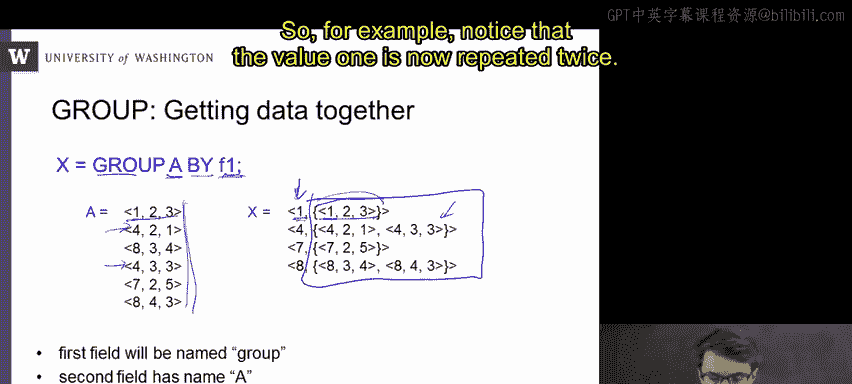 GPT中英字幕课程资源@bilibili.com
So, for example, notice that
the value one is now repeated twice.
W UNIVERSITY of WASHINGTON
GROUP: Getting data together
X = GROUP A BY f1;
A = <1, 2, 3> X = <1, {<1, 2, 3>}>
<4, 2, 1> <4, {<4, 2, 1>, <4, 3, 3>}>
<8, 3, 4> <7, {<7, 2, 5>}>
<4, 3, 3> <8, {<8, 3, 4>, <8, 4, 3>}>
<7, 2, 5>
<8, 4, 3>
• first field will be named “group”
• second field has name “A”